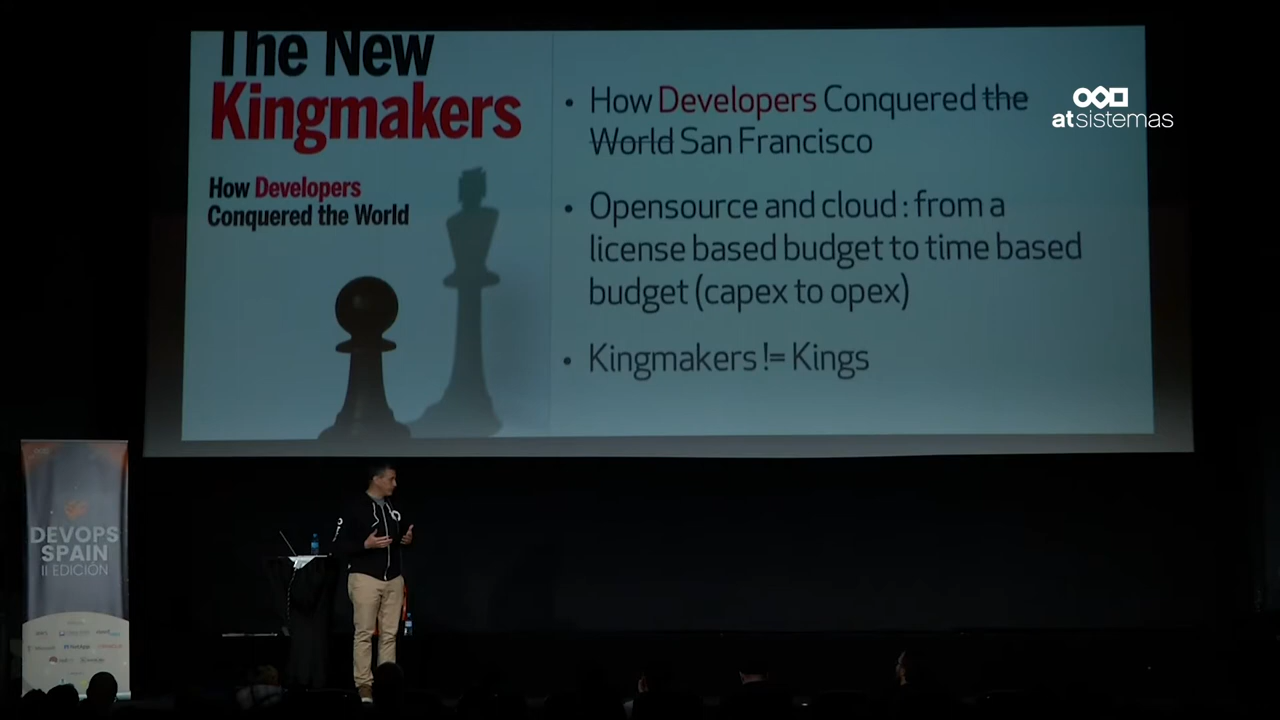 The New
Kingmakers
How Developers
Conquered the World
• How Developers Conquered the
World San Francisco
• Opensource and cloud : from a
license based budget to time based
budget (capex to opex)
• Kingmakers != Kings
atsistemas
DEVOPS
SPAIN
II EDICIÓN
NetApp